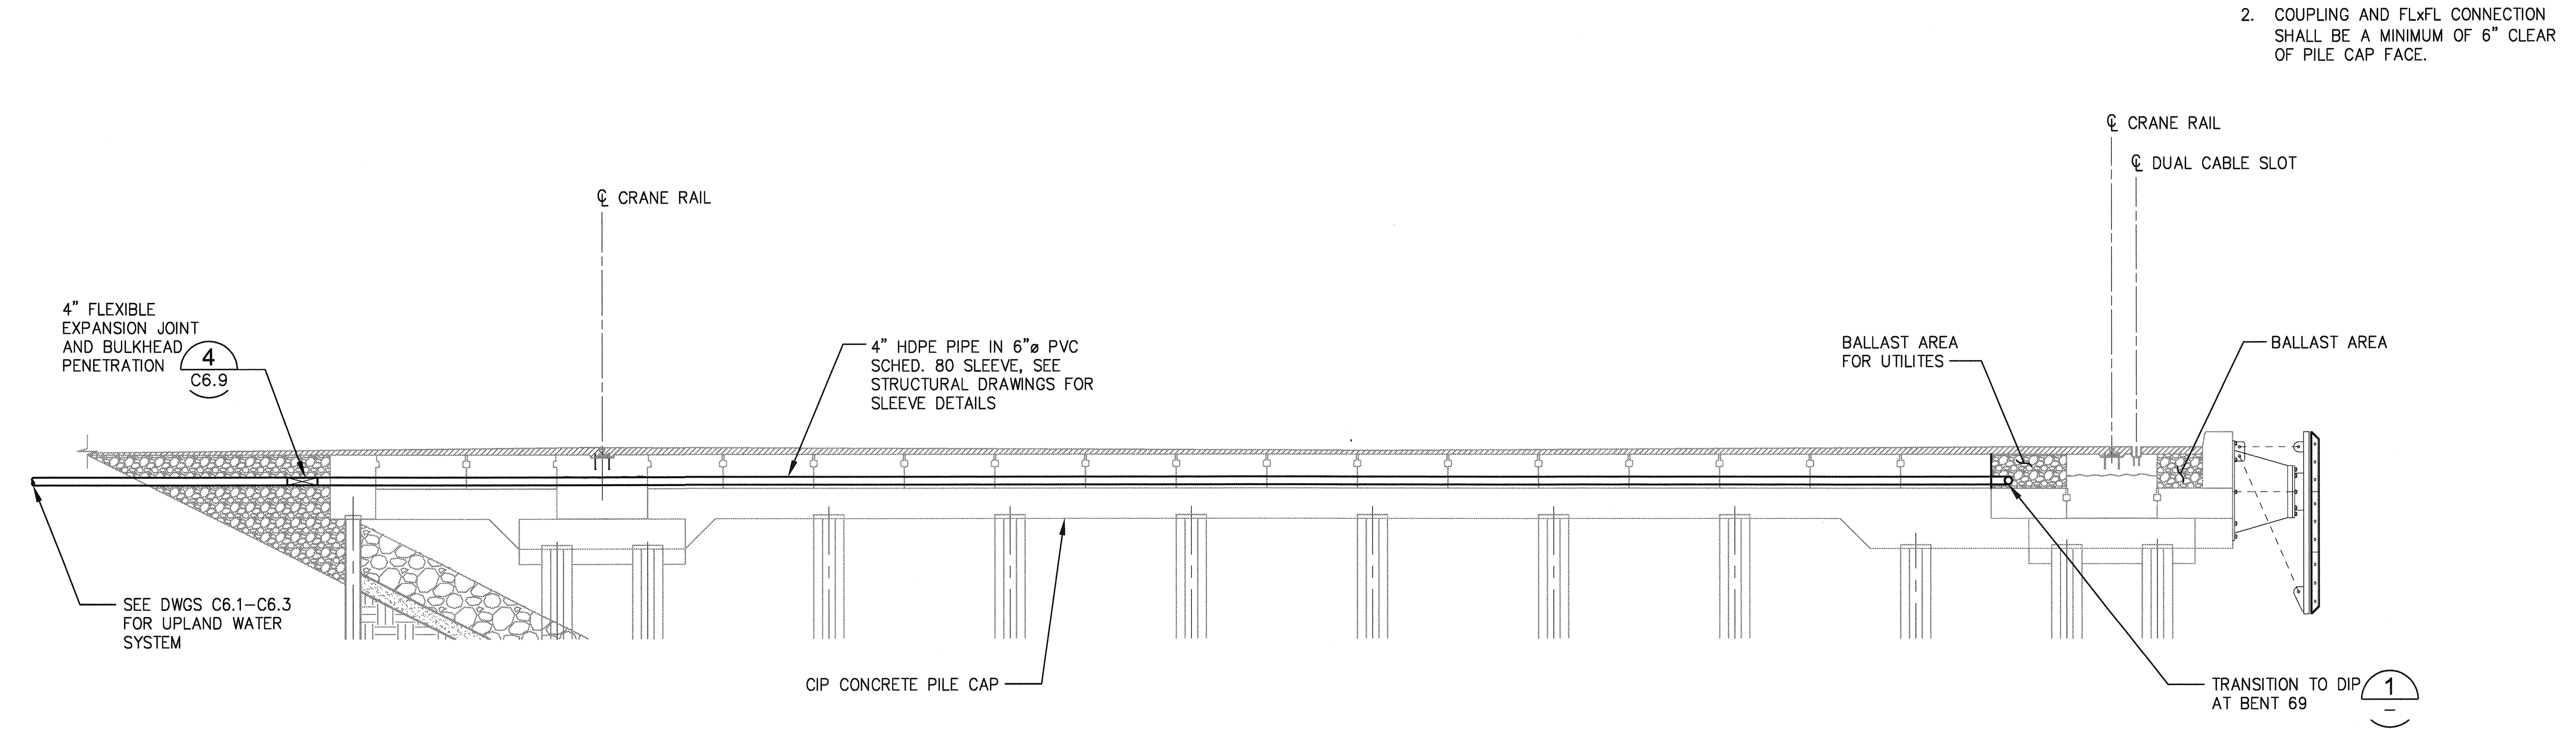 2. COUPLING AND FLxFL CONNECTION
SHALL BE A MINIMUM OF 6" CLEAR
OF PILE CAP FACE.
℄ CRANE RAIL
℄ DUAL CABLE SLOT
℄ CRANE RAIL
4" FLEXIBLE
EXPANSION JOINT
AND BULKHEAD
PENETRATION
4
C6.9
4" HDPE PIPE IN 6"ø PVC
SCHED. 80 SLEEVE, SEE
STRUCTURAL DRAWINGS FOR
SLEEVE DETAILS
BALLAST AREA
FOR UTILITES
BALLAST AREA
SEE DWGS C6.1-C6.3
FOR UPLAND WATER
SYSTEM
CIP CONCRETE PILE CAP
TRANSITION TO DIP
AT BENT 69
1
-